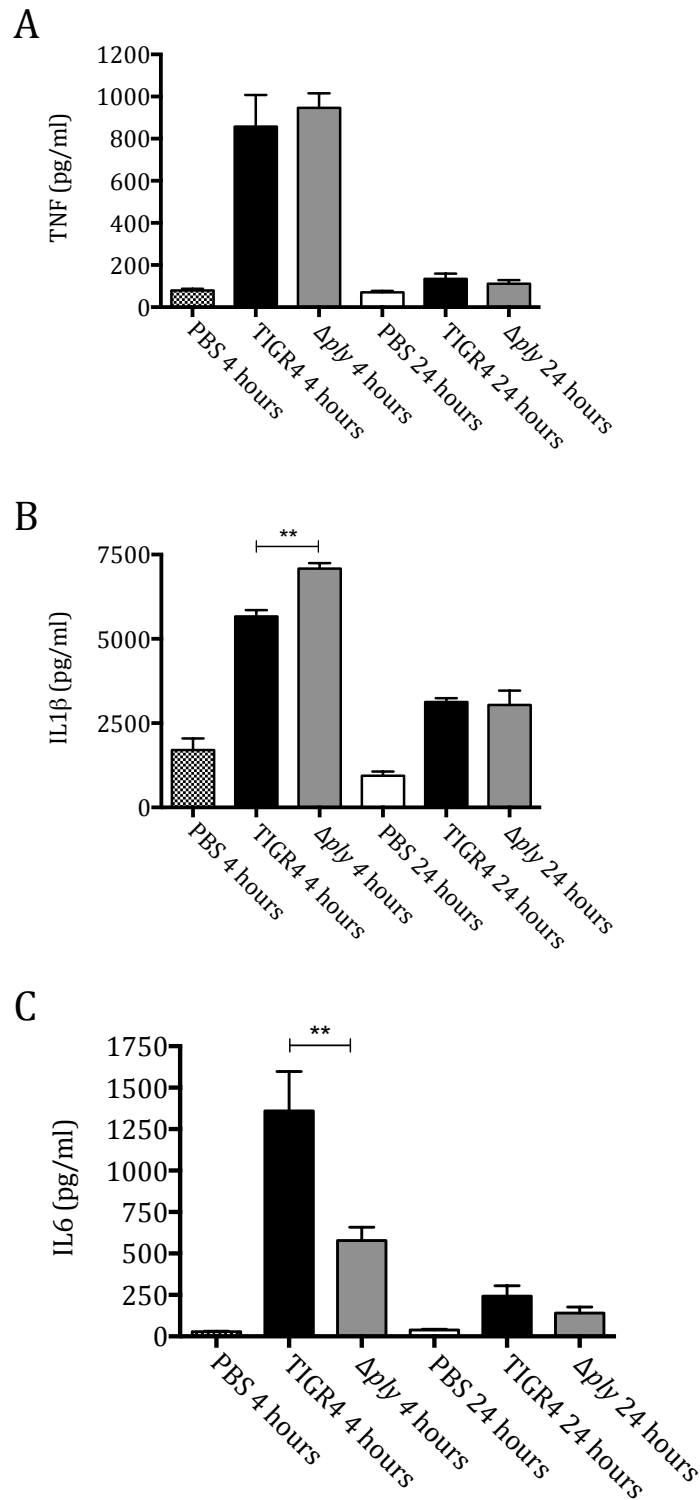 A
TNF (pg/ml)
1200
1000
800
600
400
200
0
PBS 4 hours
TIGR4 4 hours
Δply 4 hours
PBS 24 hours
TIGR4 24 hours
Δply 24 hours
B
IL1β (pg/ml)
7500
5000
2500
0
**
PBS 4 hours
TIGR4 4 hours
Δply 4 hours
PBS 24 hours
TIGR4 24 hours
Δply 24 hours
C
IL6 (pg/ml)
1750
1500
1250
1000
750
500
250
0
**
PBS 4 hours
TIGR4 4 hours
Δply 4 hours
PBS 24 hours
TIGR4 24 hours
Δply 24 hours